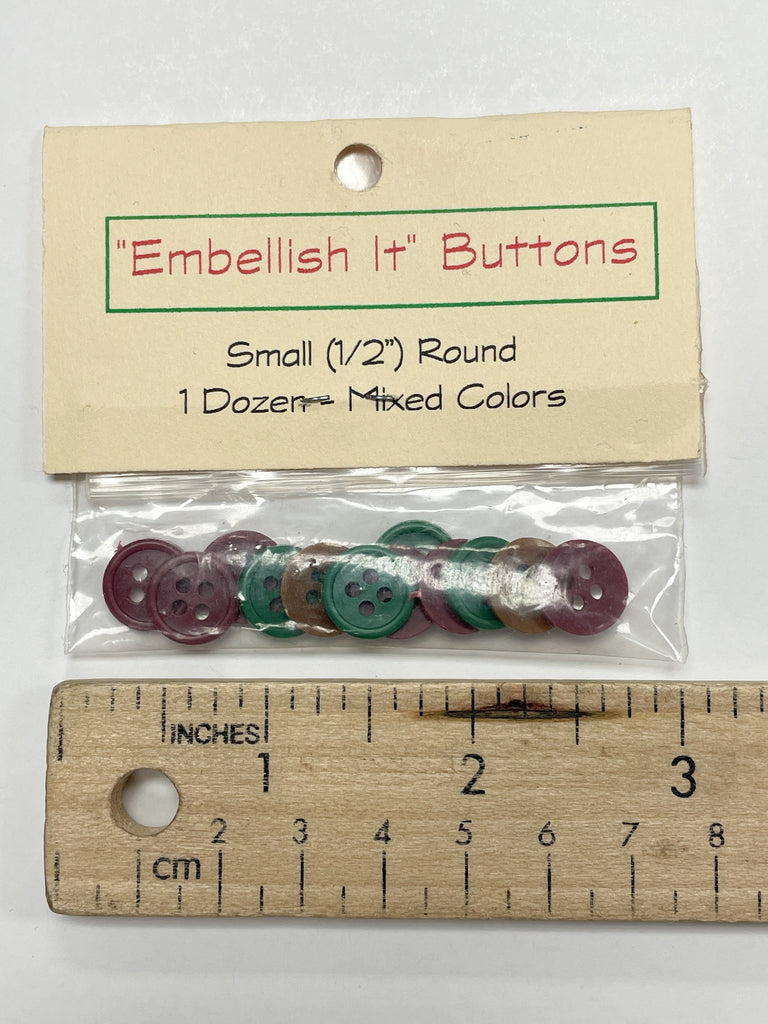 "Embellish It" Buttons
Small (1/2") Round
1 Dozen - Mixed Colors
INCHES
1 2 3
2 3 4 5 6 7 8
cm